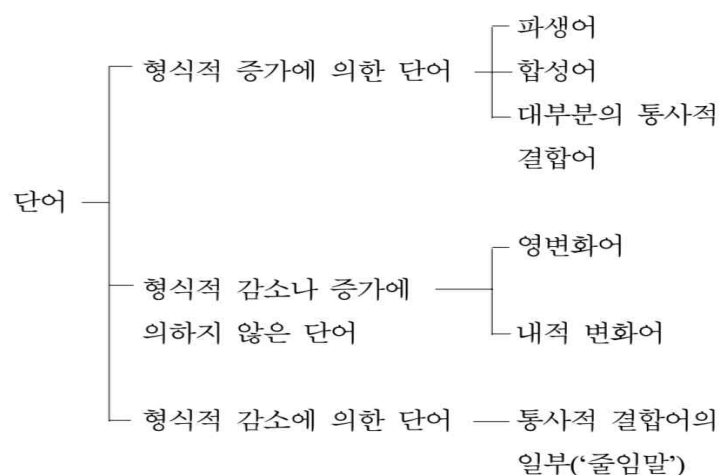 파생어
형식적 증가에 의한 단어
합성어
대부분의 통사적
결합어
단어
영변화어
형식적 감소나 증가에
의하지 않은 단어
내적 변화어
형식적 감소에 의한 단어
통사적 결합어의
일부(‘줄임말’)